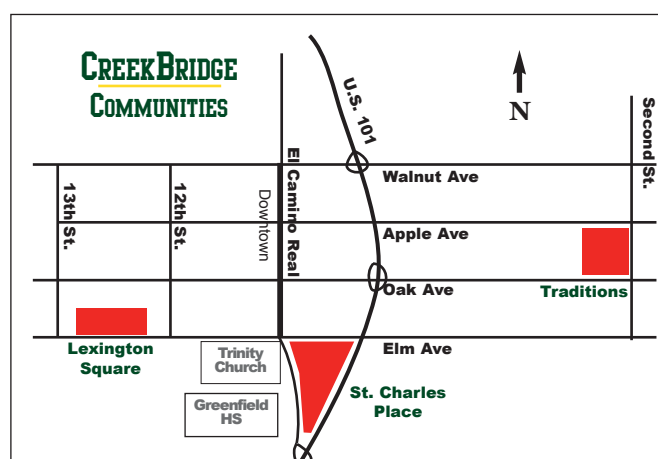 CreekBridge
Communities
U.S. 101
N
Second St.
El Camino Real
Downtown
13th St.
12th St.
Walnut Ave
Apple Ave
Oak Ave
Traditions
Elm Ave
Lexington
Square
Trinity
Church
St. Charles
Place
Greenfield
HS